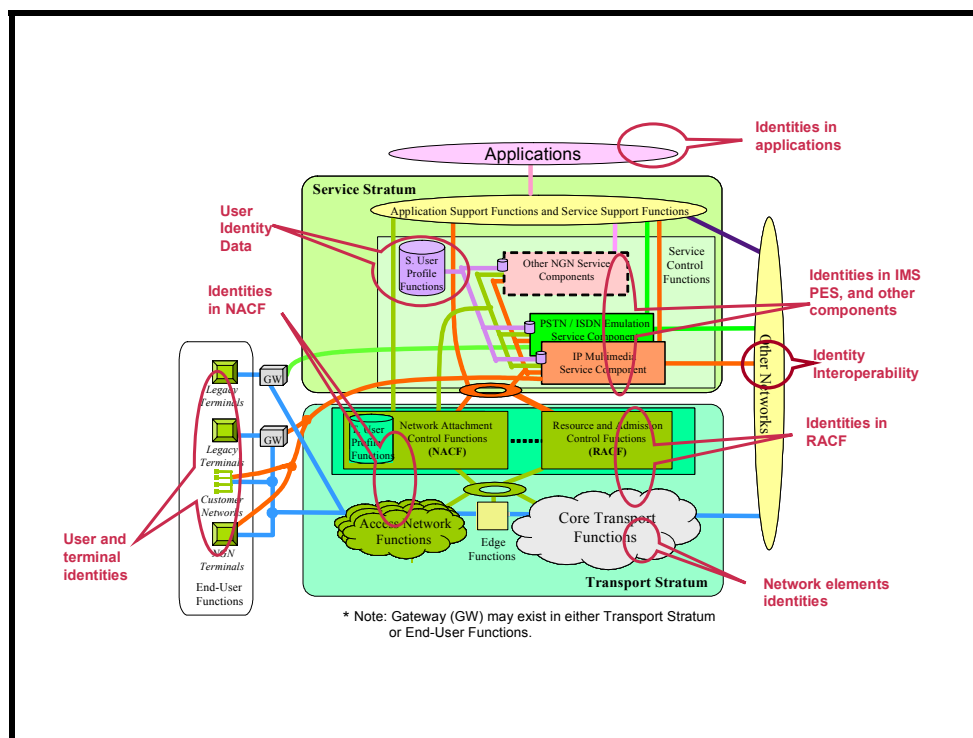 Identities in
applications
Applications
Service Stratum
Application Support Functions and Service Support Functions
User
Identity
Data
S. User
Profile
Functions
Other NGN Service
Components
Service
Control
Functions
Identities
in NACF
Identities in IMS
PES, and other
components
PSTN / ISDN Emulation
Service Component
IP Multimedia
Service Component
Other Networks
Identity
Interoperability
GW
Legacy
Terminals
GW
Legacy
Terminals
Customer
Networks
NGN
Terminals
End-User
Functions
User and
terminal
identities
T. User
Profile
Functions
Network Attachment
Control Functions
(NACF)
Resource and Admission
Control Functions
(RACF)
Identities in
RACF
Access Network
Functions
Edge
Functions
Core Transport
Functions
Transport Stratum
Network elements
identities
* Note: Gateway (GW) may exist in either Transport Stratum
or End-User Functions.